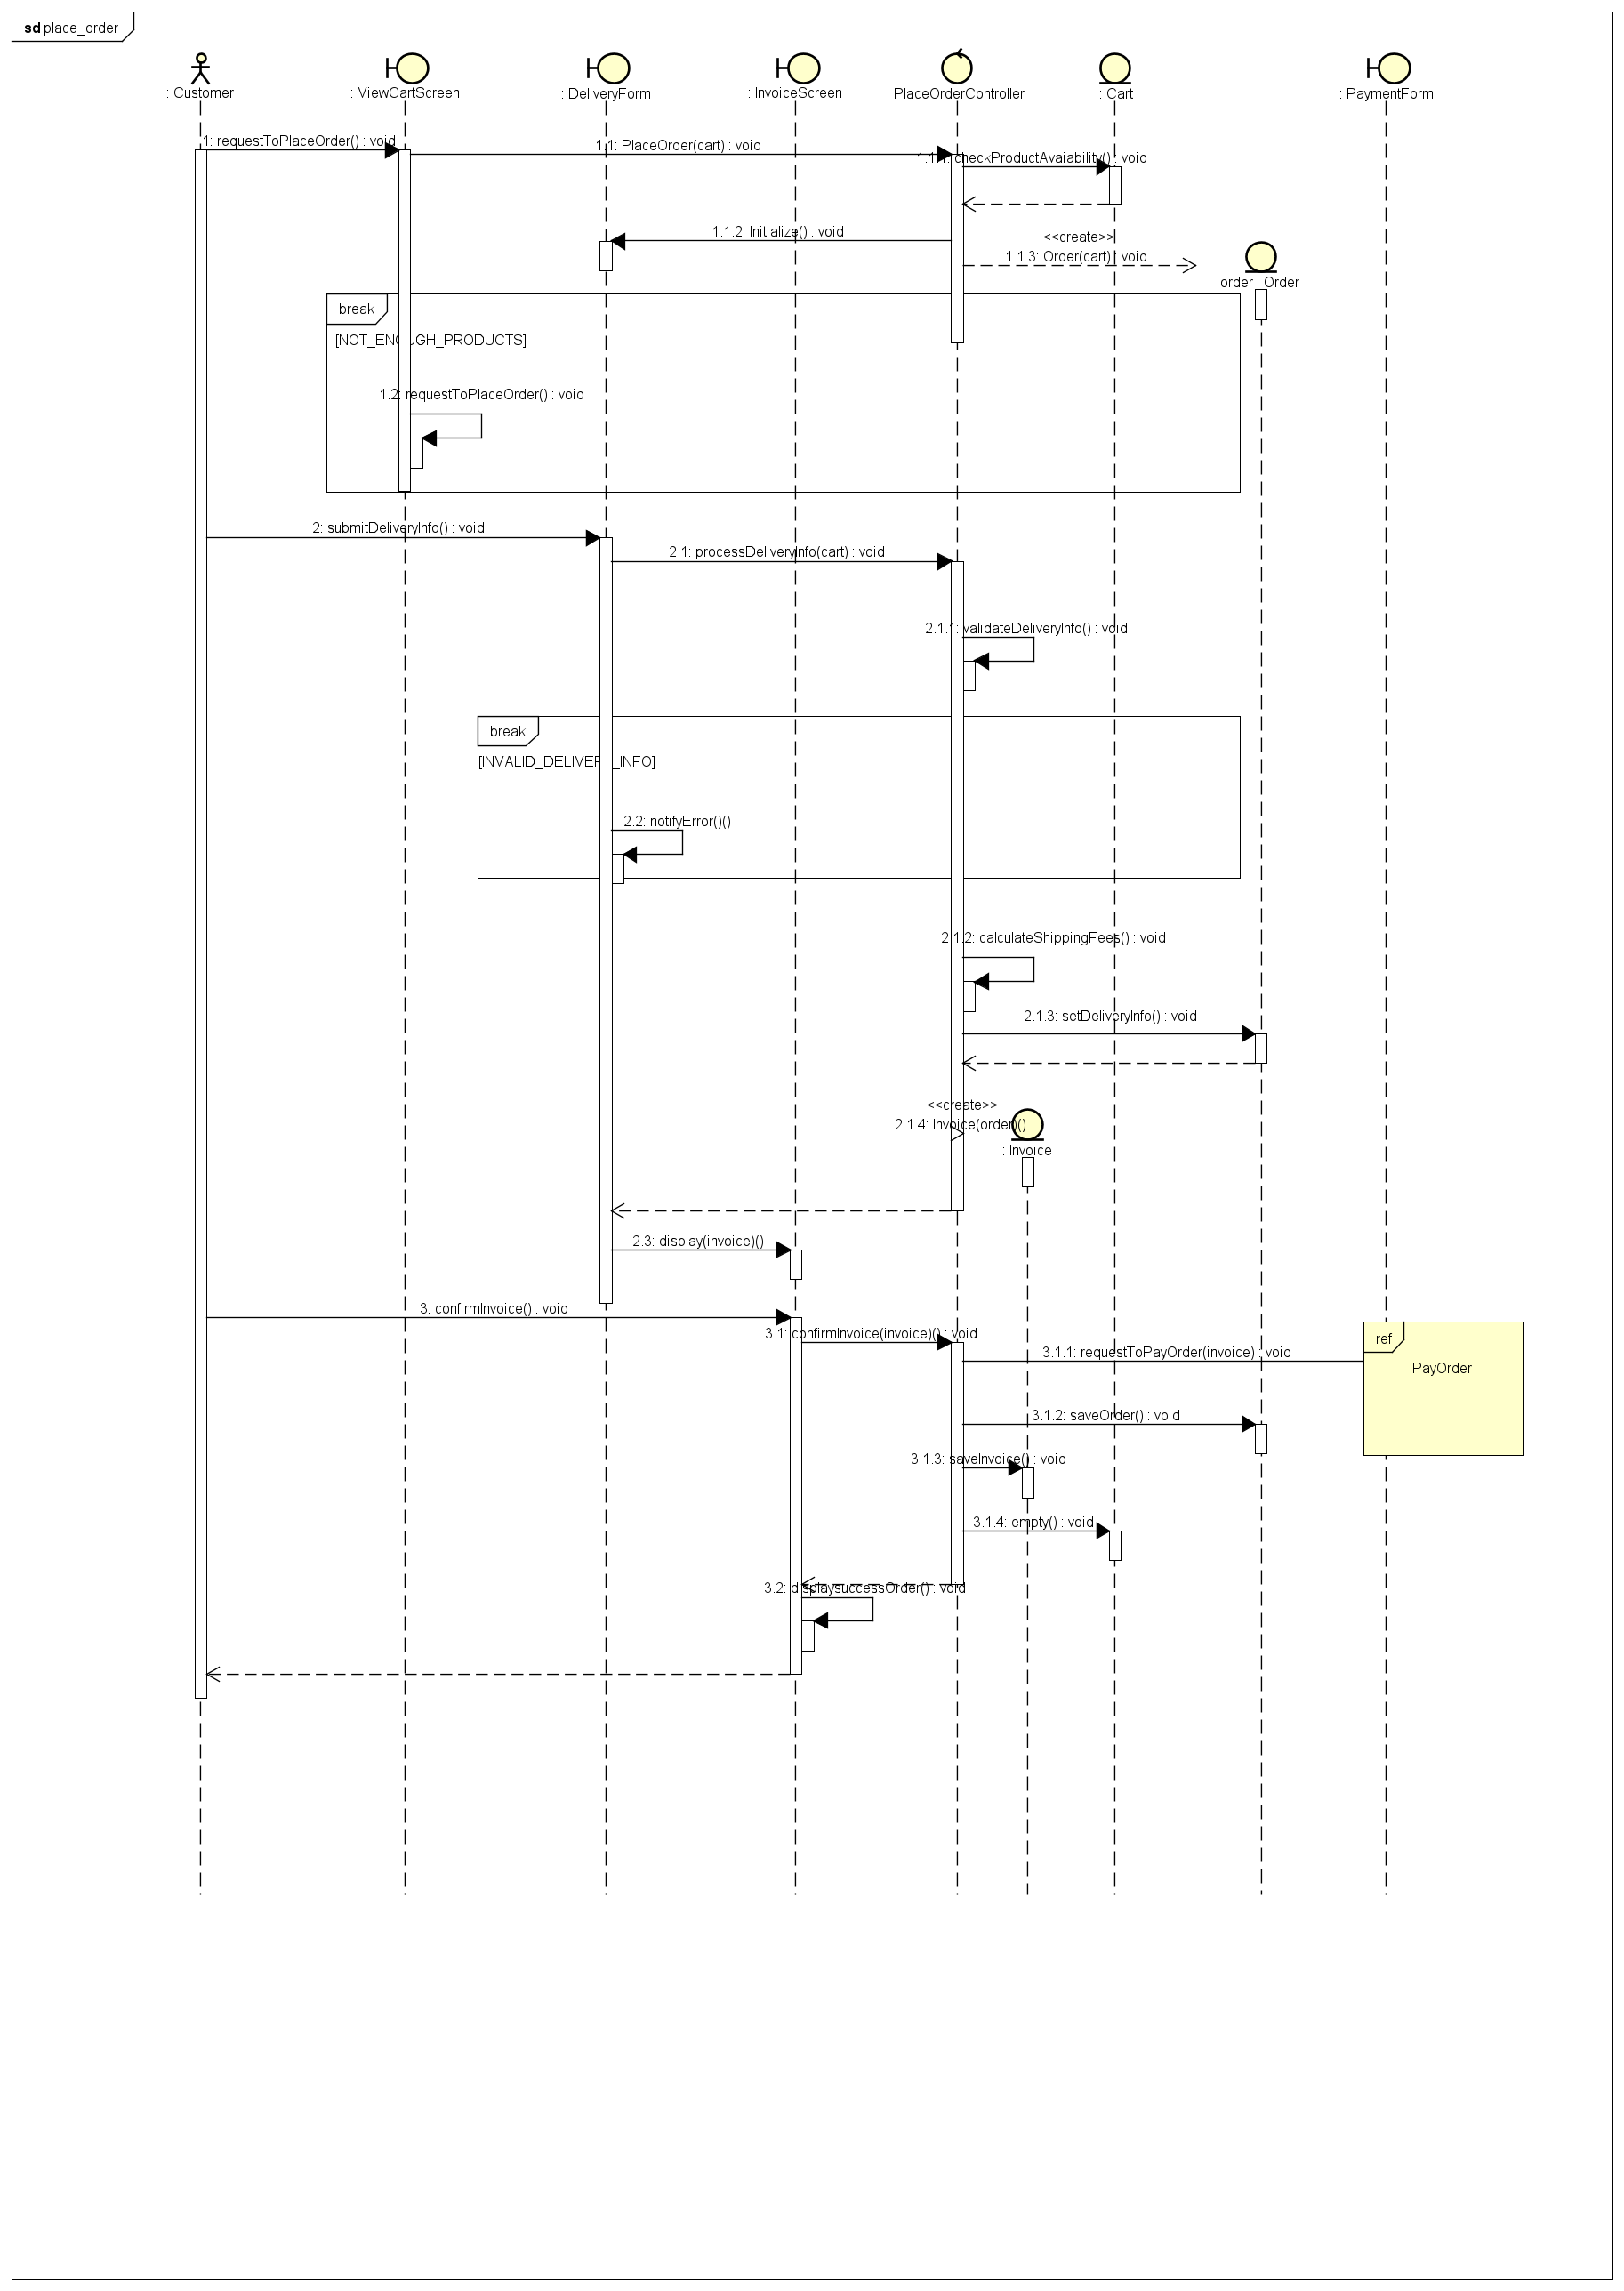 sd place_order
: Customer
: ViewCartScreen
: DeliveryForm
: InvoiceScreen
: PlaceOrderController
: Cart
: PaymentForm
1: requestToPlaceOrder() : void
1.1: PlaceOrder(cart) : void
1.1.1: checkProductAvaiability() : void
1.1.2: Initialize() : void
<<create>>
1.1.3: Order(cart) : void
order : Order
break
[NOT_ENOUGH_PRODUCTS]
1.2: requestToPlaceOrder() : void
2: submitDeliveryInfo() : void
2.1: processDeliveryInfo(cart) : void
2.1.1: validateDeliveryInfo() : void
break
[INVALID_DELIVERY_INFO]
2.2: notifyError()()
2.1.2: calculateShippingFees() : void
2.1.3: setDeliveryInfo() : void
<<create>>
2.1.4: Invoice(order)()
: Invoice
2.3: display(invoice)()
3: confirmInvoice() : void
3.1: confirmInvoice(invoice)() : void
ref
3.1.1: requestToPayOrder(invoice) : void
PayOrder
3.1.2: saveOrder() : void
3.1.3: saveInvoice() : void
3.1.4: empty() : void
3.2: displaysuccessOrder() : void